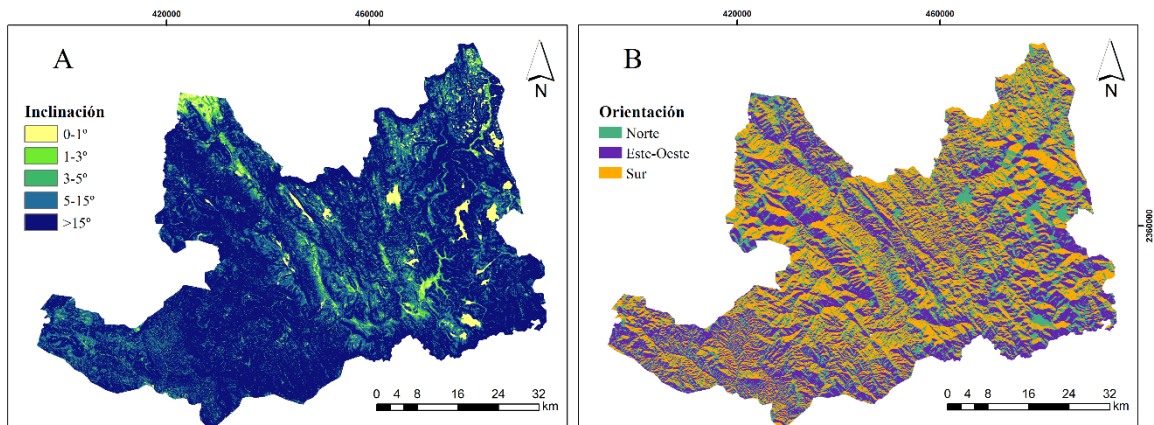 420000 460000
A
N
Inclinación
0-1º
1-3º
3-5º
5-15º
>15º
0 4 8 16 24 32
km
420000 460000
B
N
Orientación
Norte
Este-Oeste
Sur
2360000
0 4 8 16 24 32
km